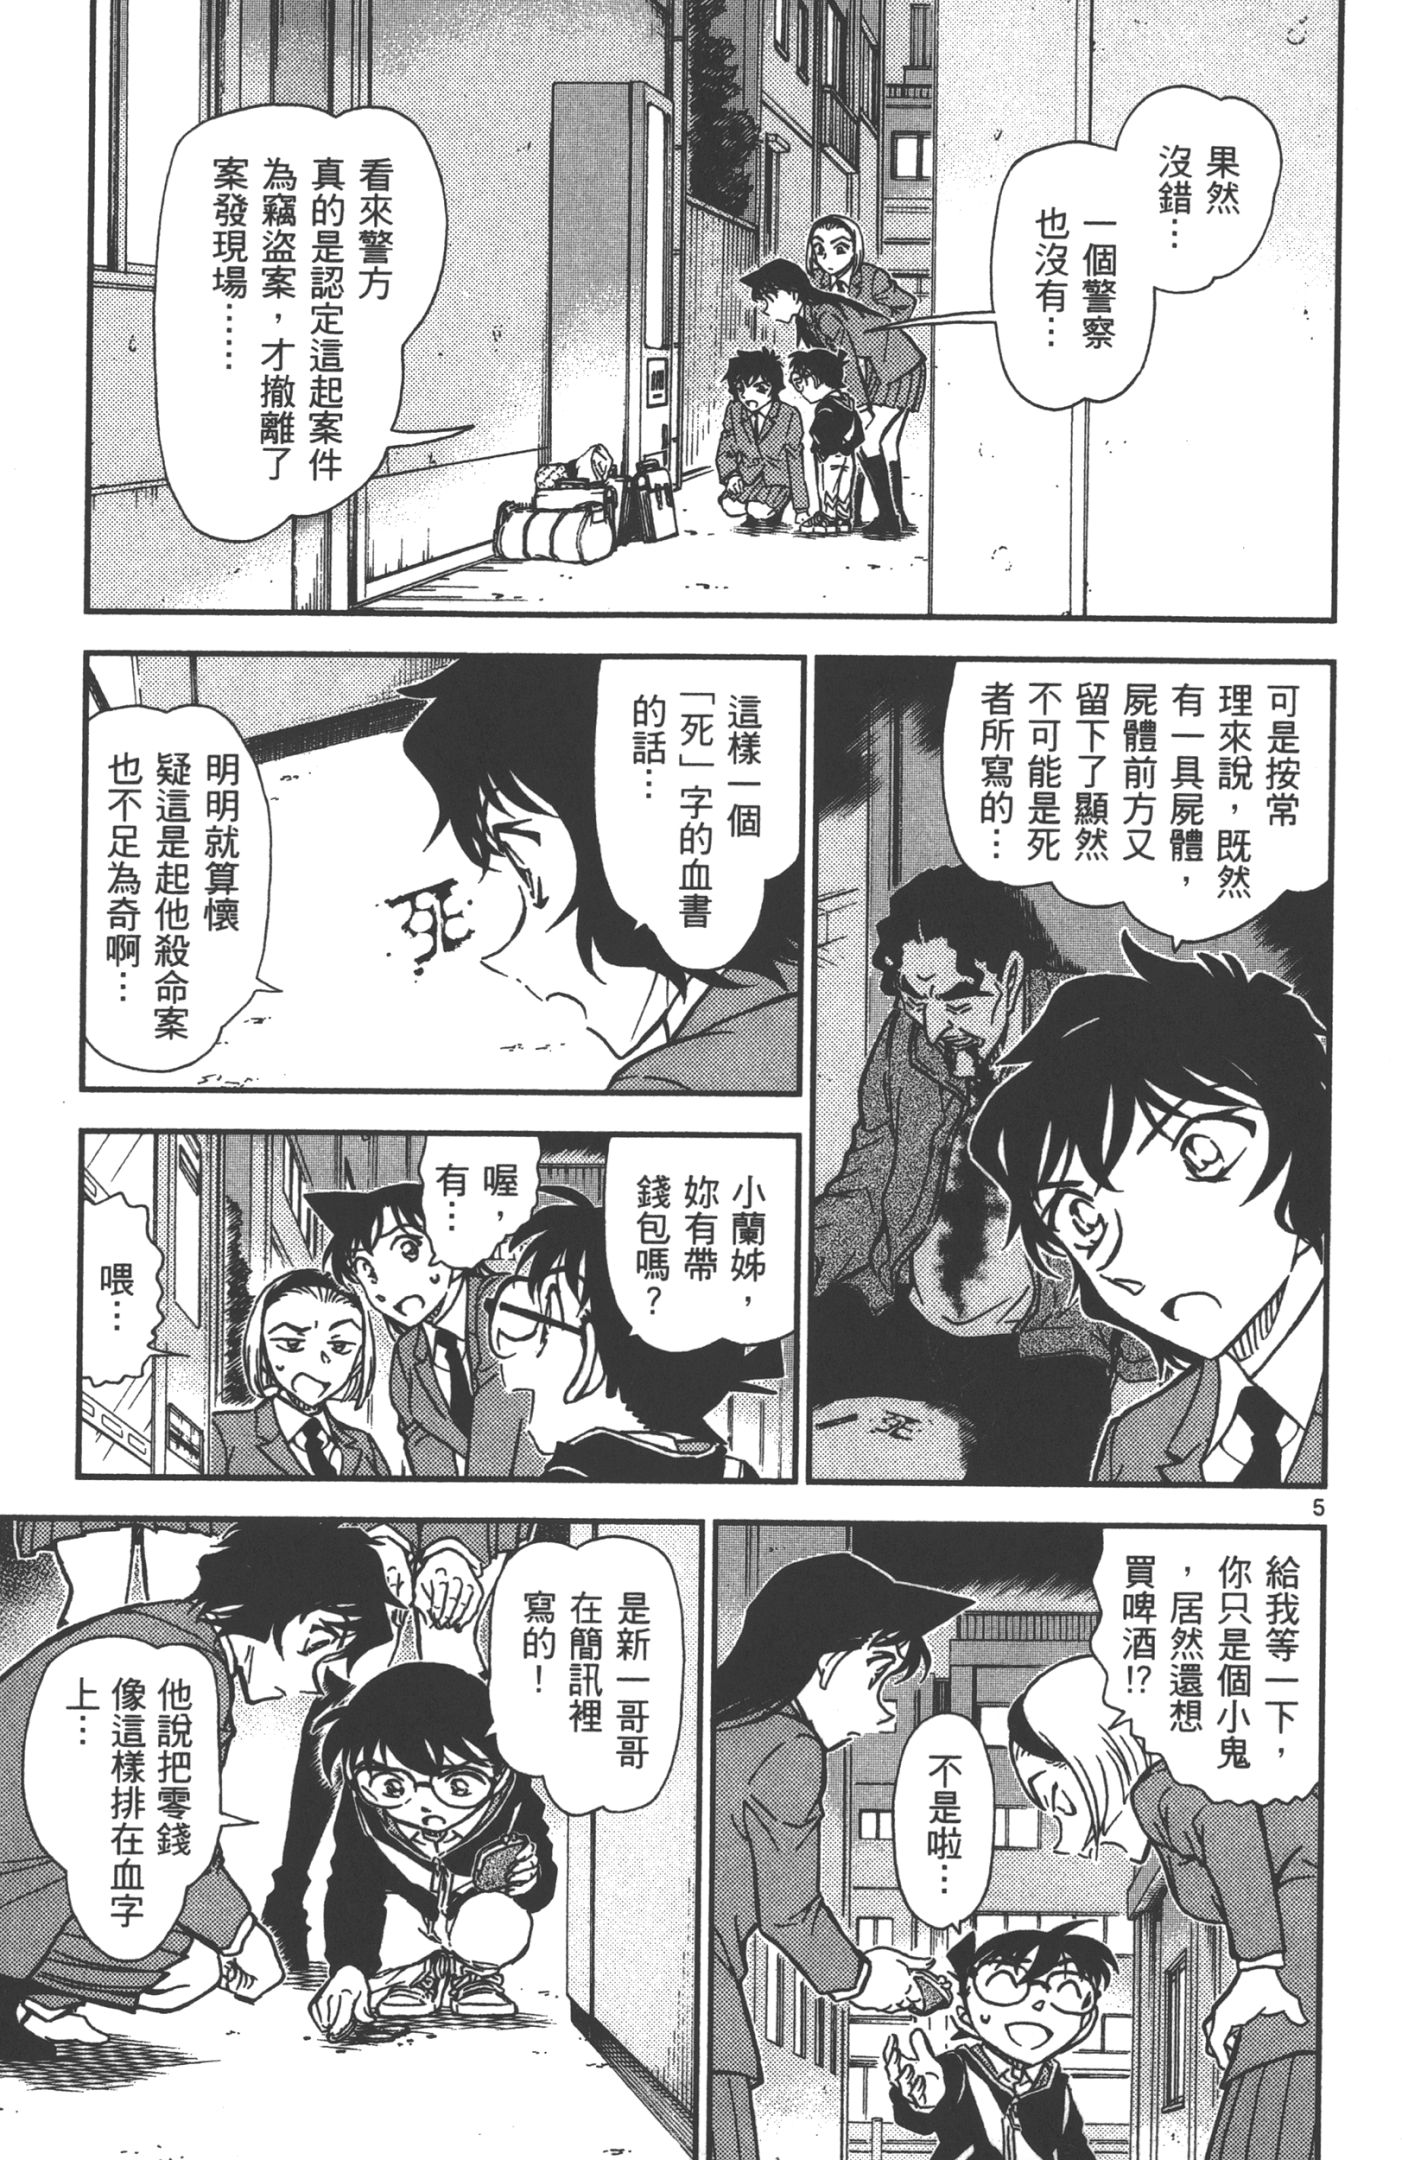 果然
沒錯…
一個警察
也沒有…
看來警方
真的是認定這起案件
為竊盜案，才撤離了
案發現場……
可是按常
理來說，既然
有一具屍體，
屍體前方又
留下了顯然
不可能是死
者所寫的…
死
這樣一個
「死」字的血書
的話…
死
明明就算懷
疑這是起他殺命案
也不足為奇啊…
小蘭姊，
妳有帶
錢包嗎？
喔，
有…
喂…
5
給我等一下，
你只是個小鬼
，居然還想
買啤酒!?
不是啦…
是新一哥哥
在簡訊裡
寫的！
他說把零錢
像這樣排在血字
上…